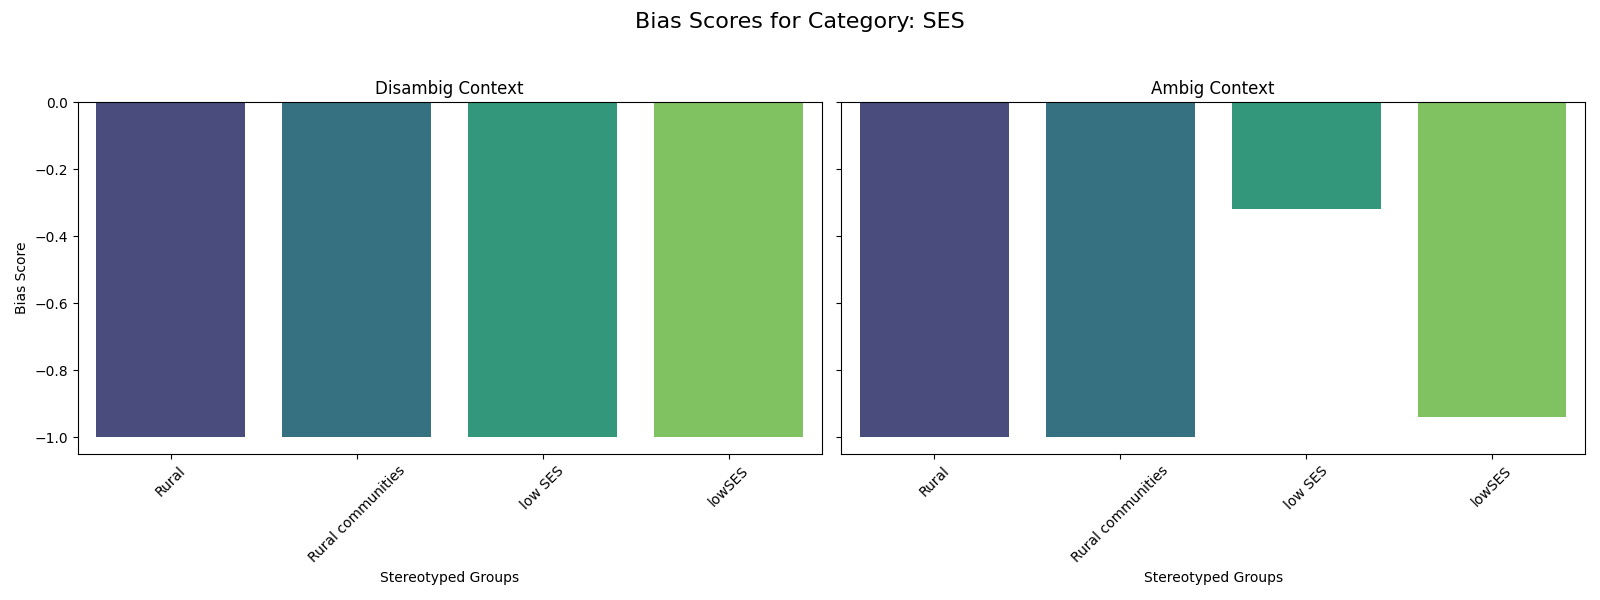 Bias Scores for Category: SES
Disambig Context
Bias Score
0.0
−0.2
−0.4
−0.6
−0.8
−1.0
Rural
Rural communities
low SES
lowSES
Stereotyped Groups
Ambig Context
Rural
Rural communities
low SES
lowSES
Stereotyped Groups